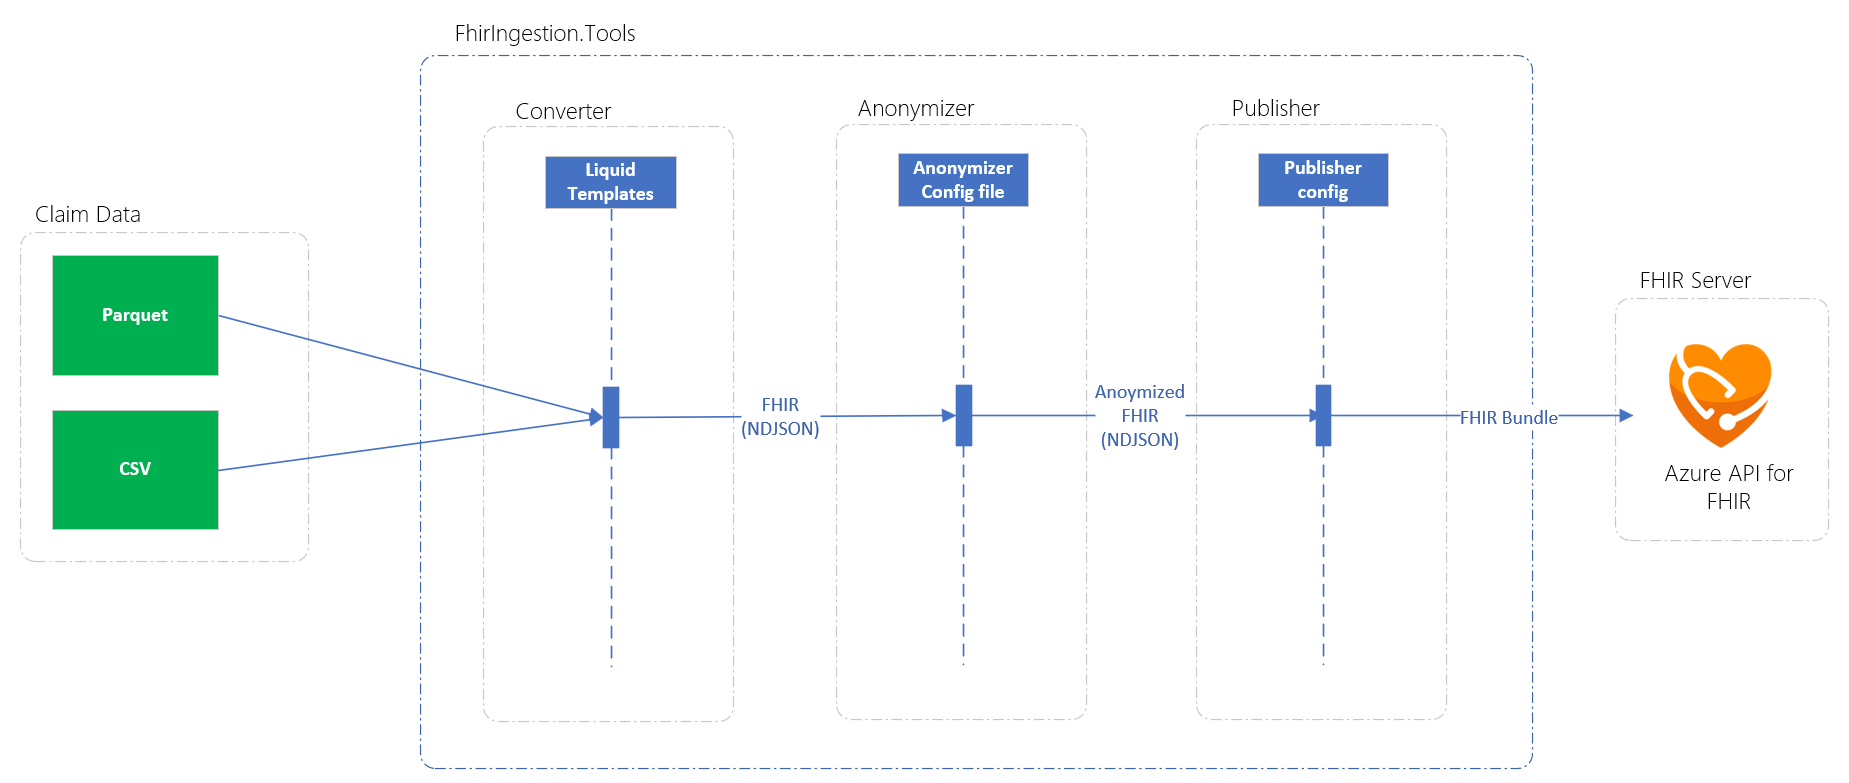 FhirIngestion.Tools
Claim Data
Parquet
CSV
Converter
Liquid
Templates
FHIR
(NDJSON)
Anonymizer
Anonymizer
Config file
Anoymized
FHIR
(NDJSON)
Publisher
Publisher
config
FHIR Bundle
FHIR Server
Azure API for
FHIR